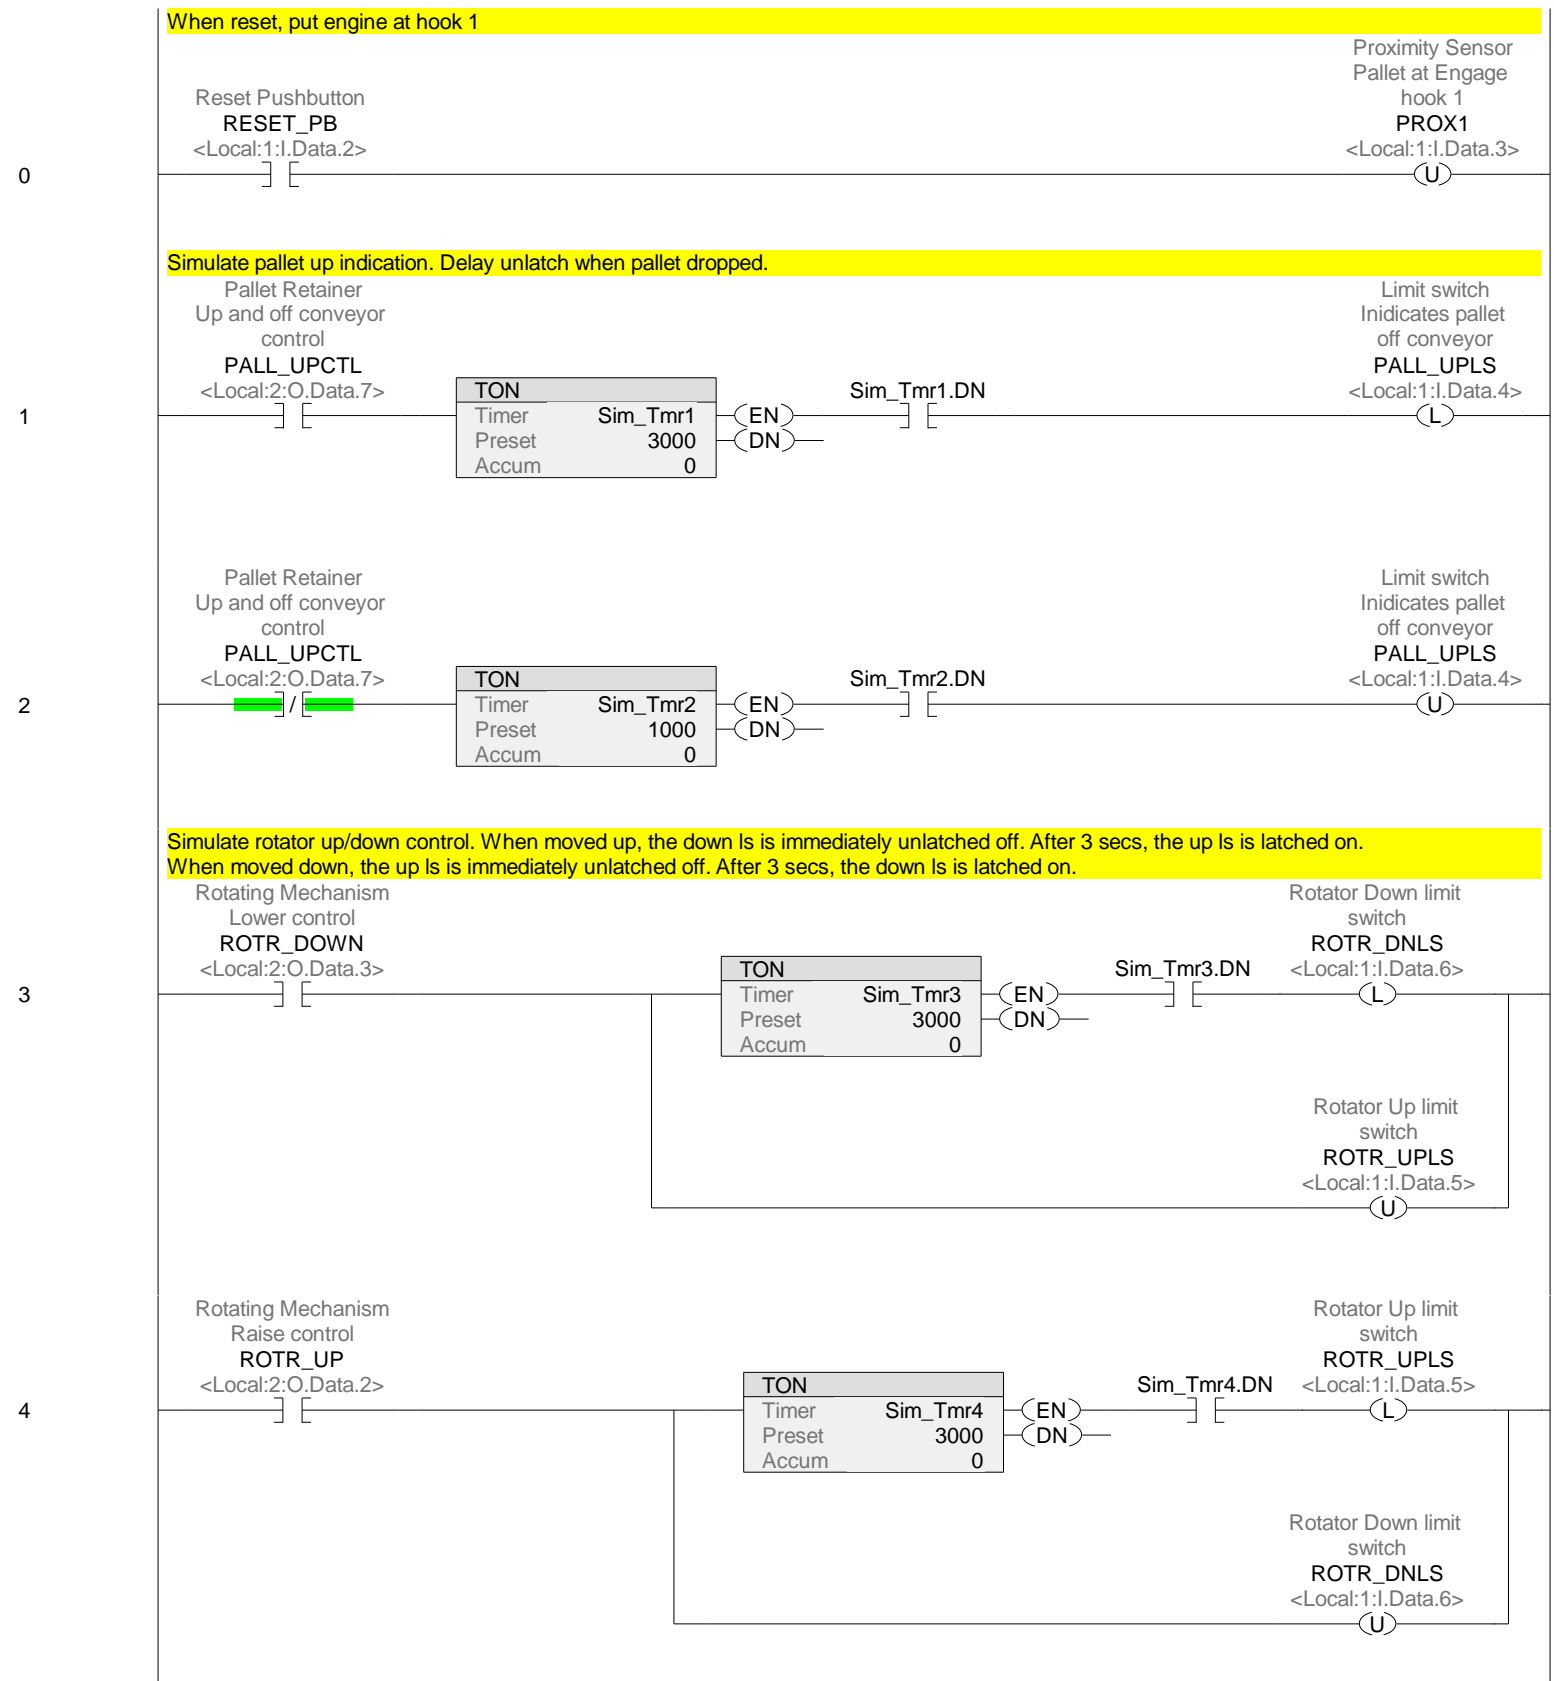 When reset, put engine at hook 1
Reset Pushbutton
RESET_PB
<Local:1:I.Data.2>
Proximity Sensor
Pallet at Engage
hook 1
PROX1
<Local:1:I.Data.3>
0
U
Simulate pallet up indication. Delay unlatch when pallet dropped.
Pallet Retainer
Up and off conveyor
control
PALL_UPCTL
<Local:2:O.Data.7>
TON
Timer Sim_Tmr1
Preset 3000
Accum 0
EN
DN
Sim_Tmr1.DN
Limit switch
Inidicates pallet
off conveyor
PALL_UPLS
<Local:1:I.Data.4>
1
L
Pallet Retainer
Up and off conveyor
control
PALL_UPCTL
<Local:2:O.Data.7>
/
TON
Timer Sim_Tmr2
Preset 1000
Accum 0
EN
DN
Sim_Tmr2.DN
Limit switch
Inidicates pallet
off conveyor
PALL_UPLS
<Local:1:I.Data.4>
2
U
Simulate rotator up/down control. When moved up, the down ls is immediately unlatched off. After 3 secs, the up ls is latched on.
When moved down, the up ls is immediately unlatched off. After 3 secs, the down ls is latched on.
Rotating Mechanism
Lower control
ROTR_DOWN
<Local:2:O.Data.3>
TON
Timer Sim_Tmr3
Preset 3000
Accum 0
EN
DN
Sim_Tmr3.DN
Rotator Down limit
switch
ROTR_DNLS
<Local:1:I.Data.6>
3
L
Rotator Up limit
switch
ROTR_UPLS
<Local:1:I.Data.5>
U
Rotating Mechanism
Raise control
ROTR_UP
<Local:2:O.Data.2>
TON
Timer Sim_Tmr4
Preset 3000
Accum 0
EN
DN
Sim_Tmr4.DN
Rotator Up limit
switch
ROTR_UPLS
<Local:1:I.Data.5>
4
L
Rotator Down limit
switch
ROTR_DNLS
<Local:1:I.Data.6>
U